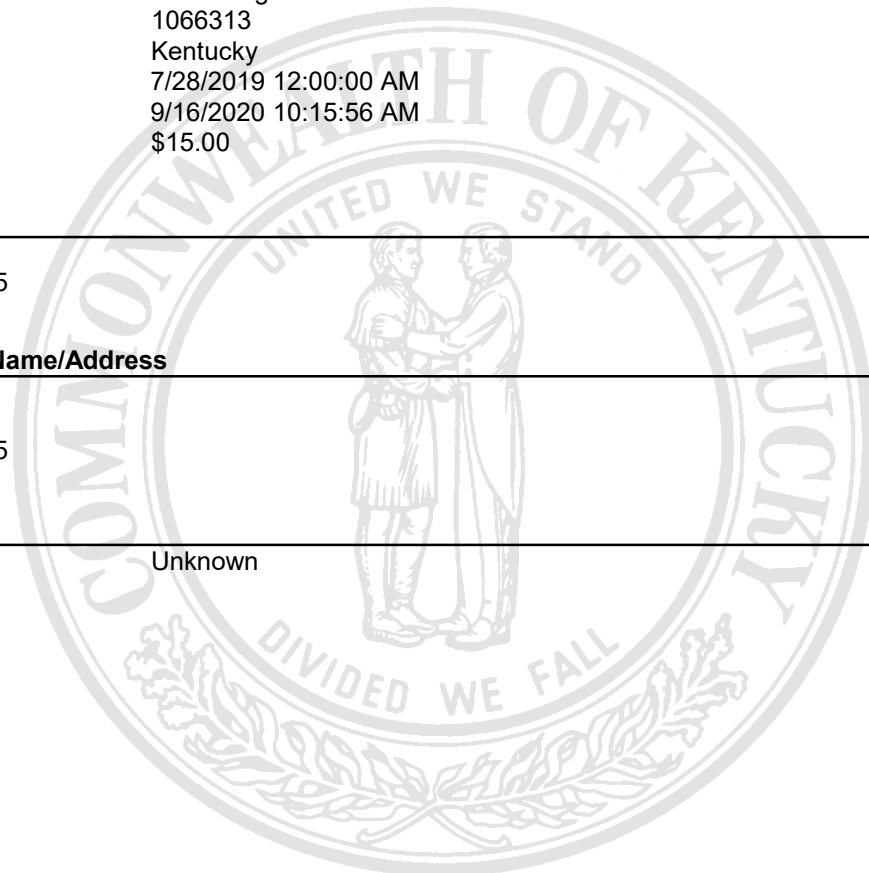 1066313
Kentucky
7/28/2019 12:00:00 AM
9/16/2020 10:15:56 AM
$15.00
5
Name/Address
5
Unknown
COMMONWEALTH OF KENTUCKY
UNITED WE STAND
DIVIDED WE FALL